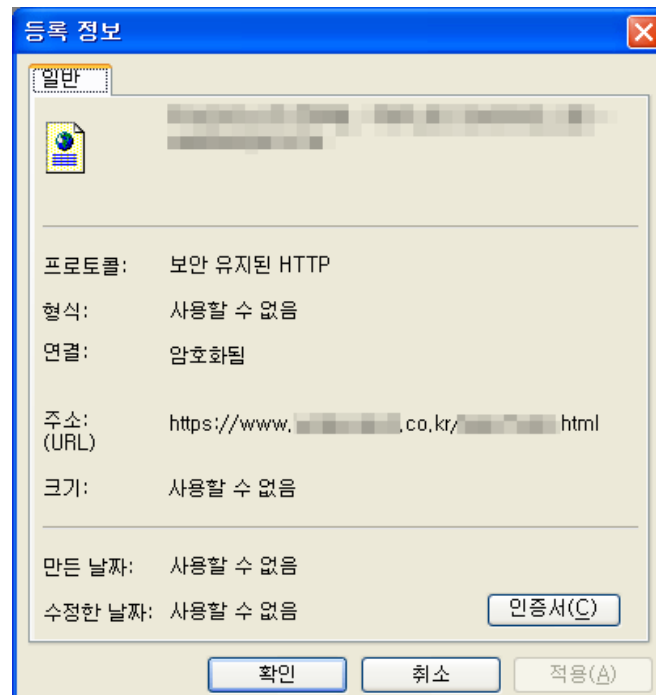 등록 정보
일반
프로토콜: 보안 유지된 HTTP
형식: 사용할 수 없음
연결: 암호화됨
주소: https://www. .co.kr/ html
(URL)
크기: 사용할 수 없음
만든 날짜: 사용할 수 없음
수정한 날짜: 사용할 수 없음
인증서(C)
확인 취소 적용(A)